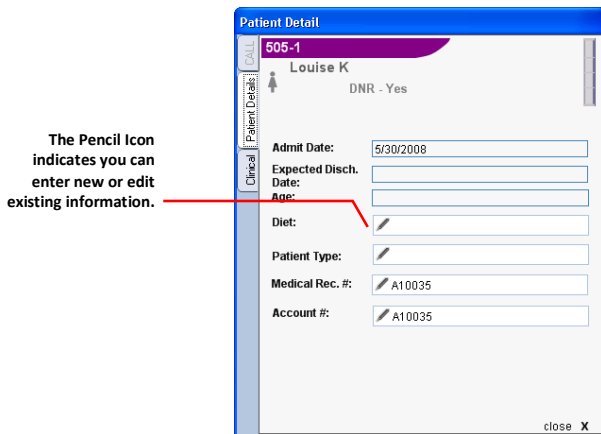 Patient Detail
CALL
Patient Details
Clinical
505-1
Louise K
DNR - Yes
The Pencil Icon
indicates you can
enter new or edit
existing information.
Admit Date: 5/30/2008
Expected Disch.
Date:
Age:
Diet:
Patient Type:
Medical Rec. #: A10035
Account #: A10035
close X